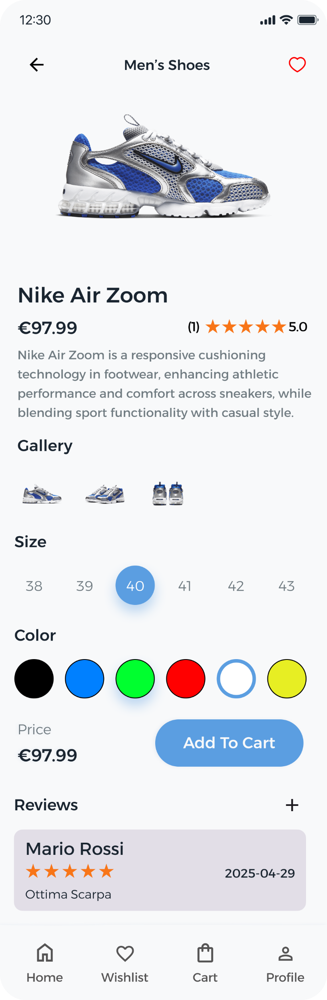 12:30
Men’s Shoes
Nike Air Zoom
€97.99
(1) ★★★★★ 5.0
Nike Air Zoom is a responsive cushioning
technology in footwear, enhancing athletic
performance and comfort across sneakers, while
blending sport functionality with casual style.
Gallery
Size
38 39 40 41 42 43
Color
Price
€97.99
Add To Cart
Reviews
+
Mario Rossi
★★★★★
2025-04-29
Ottima Scarpa
Home Wishlist Cart Profile